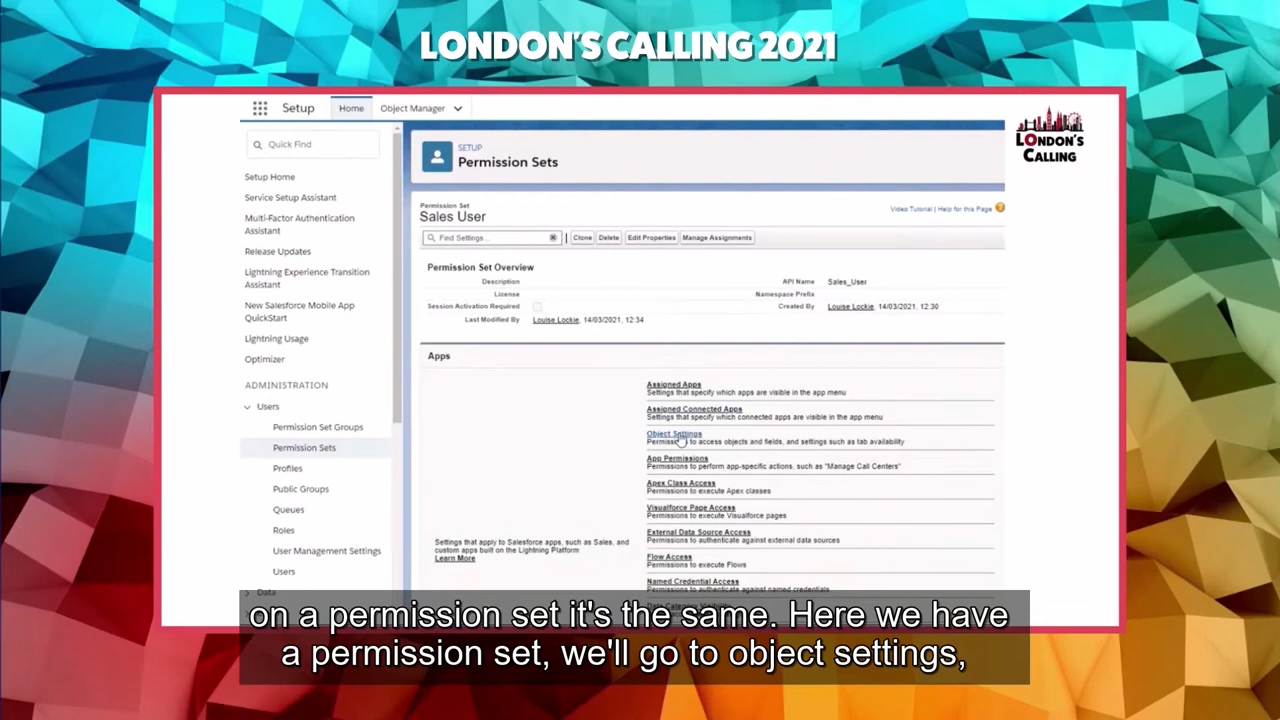 LONDON'S CALLING 2021
Setup
Home
Object Manager
LONDON'S
CALLING
Quick Find
Setup Home
Service Setup Assistant
Multi-Factor Authentication
Assistant
Release Updates
Lightning Experience Transition
Assistant
New Salesforce Mobile App
QuickStart
Lightning Usage
Optimizer
ADMINISTRATION
Users
Permission Set Groups
Permission Sets
Profiles
Public Groups
Queues
Roles
User Management Settings
Users
Data
SETUP
Permission Sets
Permission Set
Sales User
Video Tutorial | Help for this Page
Find Settings...
Clone
Delete
Edit Properties
Manage Assignments
Permission Set Overview
Description
API Name
Sales_User
License
Namespace Prefix
Session Activation Required
Created By
Louise Lockie, 14/03/2021, 12:30
Last Modified By
Louise Lockie, 14/03/2021, 12:34
Apps
Settings that apply to Salesforce apps, such as Sales, and
custom apps built on the Lightning Platform
Learn More
Assigned Apps
Settings that specify which apps are visible in the app menu
Assigned Connected Apps
Settings that specify which connected apps are visible in the app menu
Object Settings
Permissions to access objects and fields, and settings such as tab availability
App Permissions
Permissions to perform app-specific actions, such as "Manage Call Centers"
Apex Class Access
Permissions to execute Apex classes
Visualforce Page Access
Permissions to execute Visualforce pages
External Data Source Access
Permissions to authenticate against external data sources
Flow Access
Permissions to execute Flows
Named Credential Access
Permissions to authenticate against named credentials
on a permission set it's the same. Here we have
a permission set, we'll go to object settings,